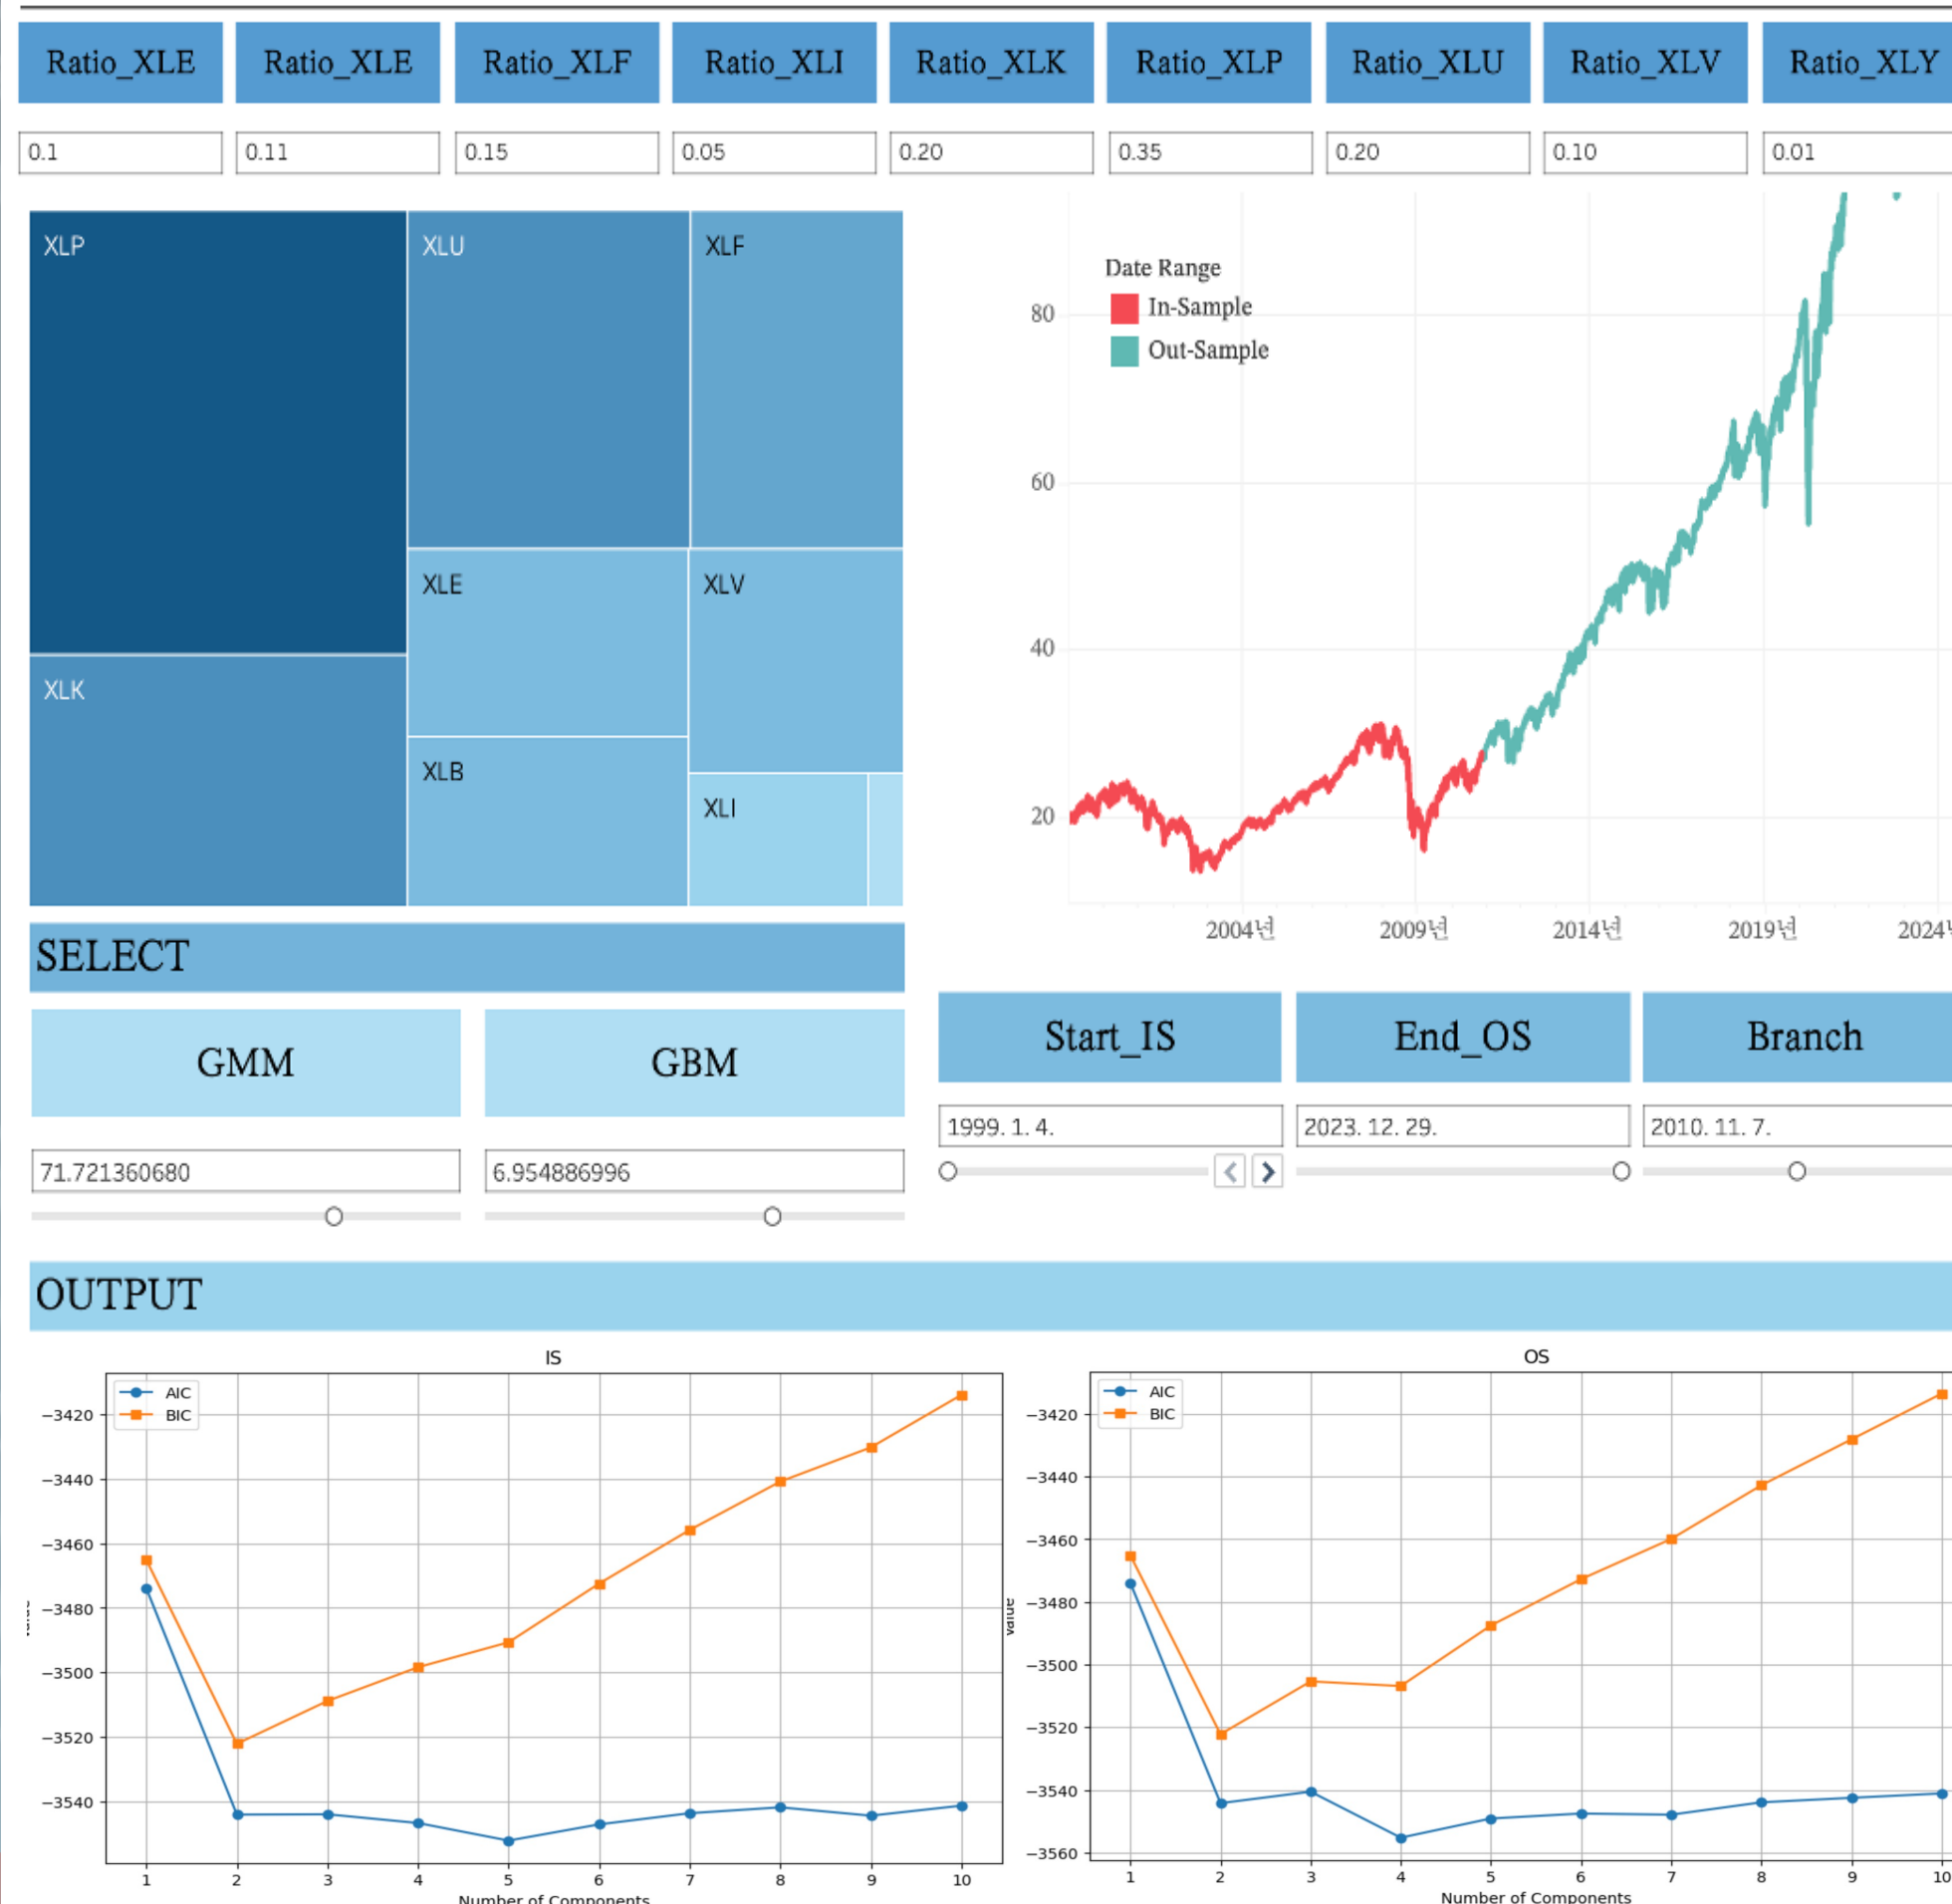 Ratio_XLE Ratio_XLE Ratio_XLF Ratio_XLI Ratio_XLK Ratio_XLP Ratio_XLU Ratio_XLV Ratio_XLY
0.1 0.11 0.15 0.05 0.20 0.35 0.20 0.10 0.01
XLP
XLU
XLF
XLE
XLV
XLK
XLB
XLI
Date Range
In-Sample
Out-Sample
80
60
40
20
2004년 2009년 2014년 2019년 2024
SELECT
GMM GBM
71.721360680 6.954886996
Start_IS End_OS Branch
1999. 1. 4. 2023. 12. 29. 2010. 11. 7.
OUTPUT
IS
AIC
BIC
−3420
−3440
−3460
−3480
−3500
−3520
−3540
1 2 3 4 5 6 7 8 9 10
Number of Components
OS
AIC
BIC
−3420
−3440
−3460
−3480
−3500
−3520
−3540
−3560
1 2 3 4 5 6 7 8 9 10
Number of Components